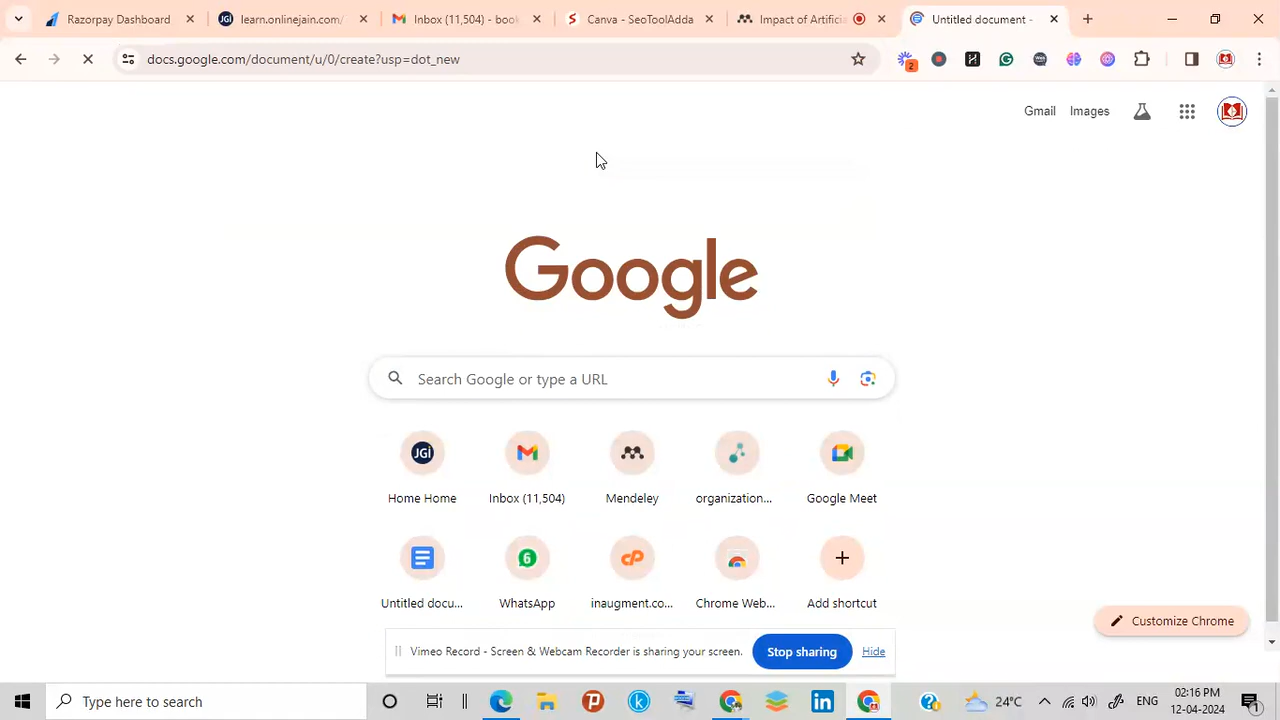 Razorpay Dashboard
learn.onlinejain.com/
Inbox (11,504) - book
Canva - SeoToolAdda
Impact of Artificia
Untitled document -
docs.google.com/document/u/0/create?usp=dot_new
2
Gmail
Images
Google
Search Google or type a URL
JGI
Home Home
Inbox (11,504)
Mendeley
organization...
Google Meet
6
Untitled docu...
WhatsApp
inaugment.co...
Chrome Web...
Add shortcut
Customize Chrome
Vimeo Record - Screen & Webcam Recorder is sharing your screen.
Stop sharing
Hide
Type here to search
24°C
ENG
02:16 PM
12-04-2024